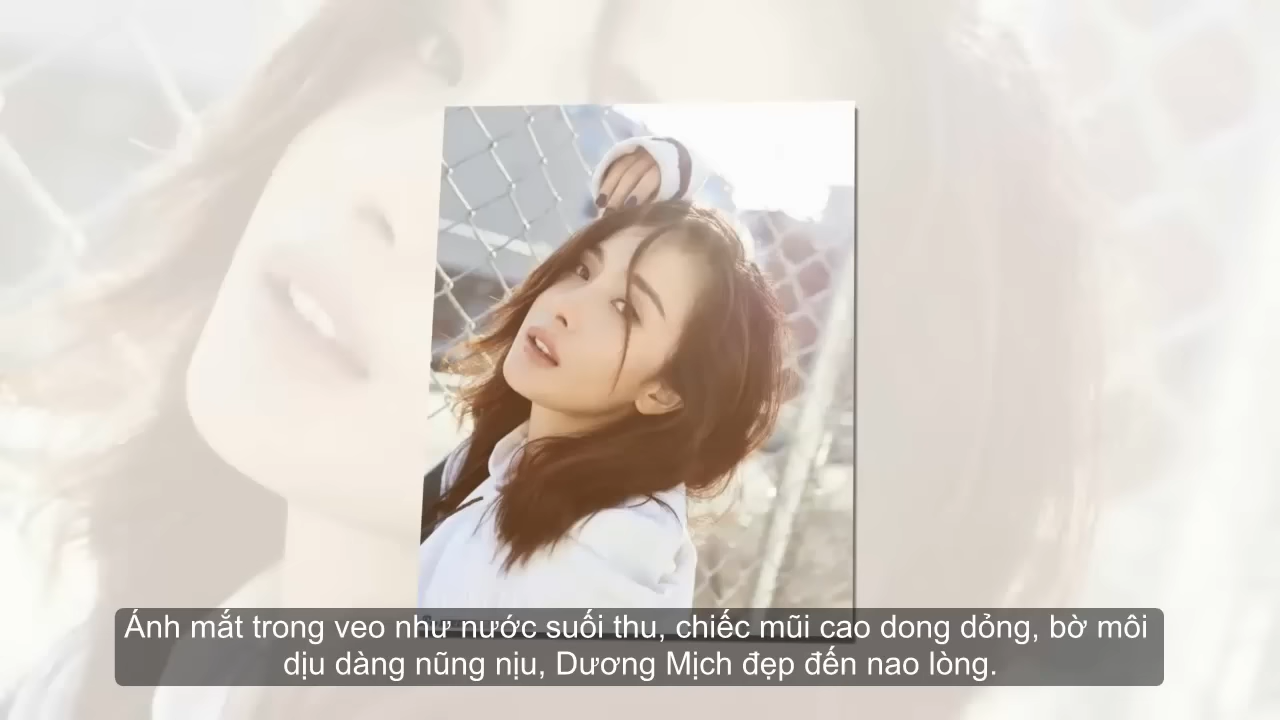 Ánh mắt trong veo như nước suối thu, chiếc mũi cao dong dỏng, bờ môi
dịu dàng nũng nịu, Dương Mịch đẹp đến nao lòng.